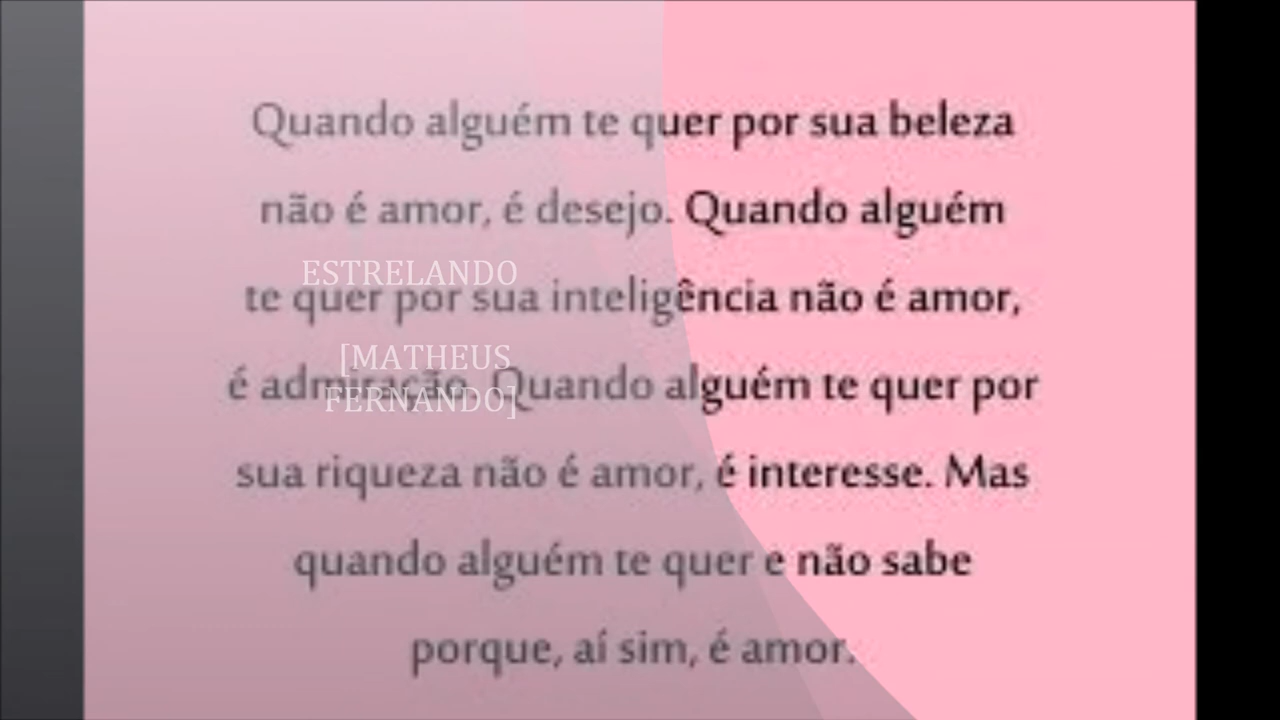 Quando alguém te quer por sua beleza
não é amor, é desejo. Quando alguém
ESTRELANDO
te quer por sua inteligência não é amor,
[MATHEUS
é admiração. Quando alguém te quer por
FERNANDO]
sua riqueza não é amor, é interesse. Mas
quando alguém te quer e não sabe
porque, aí sim, é amor.